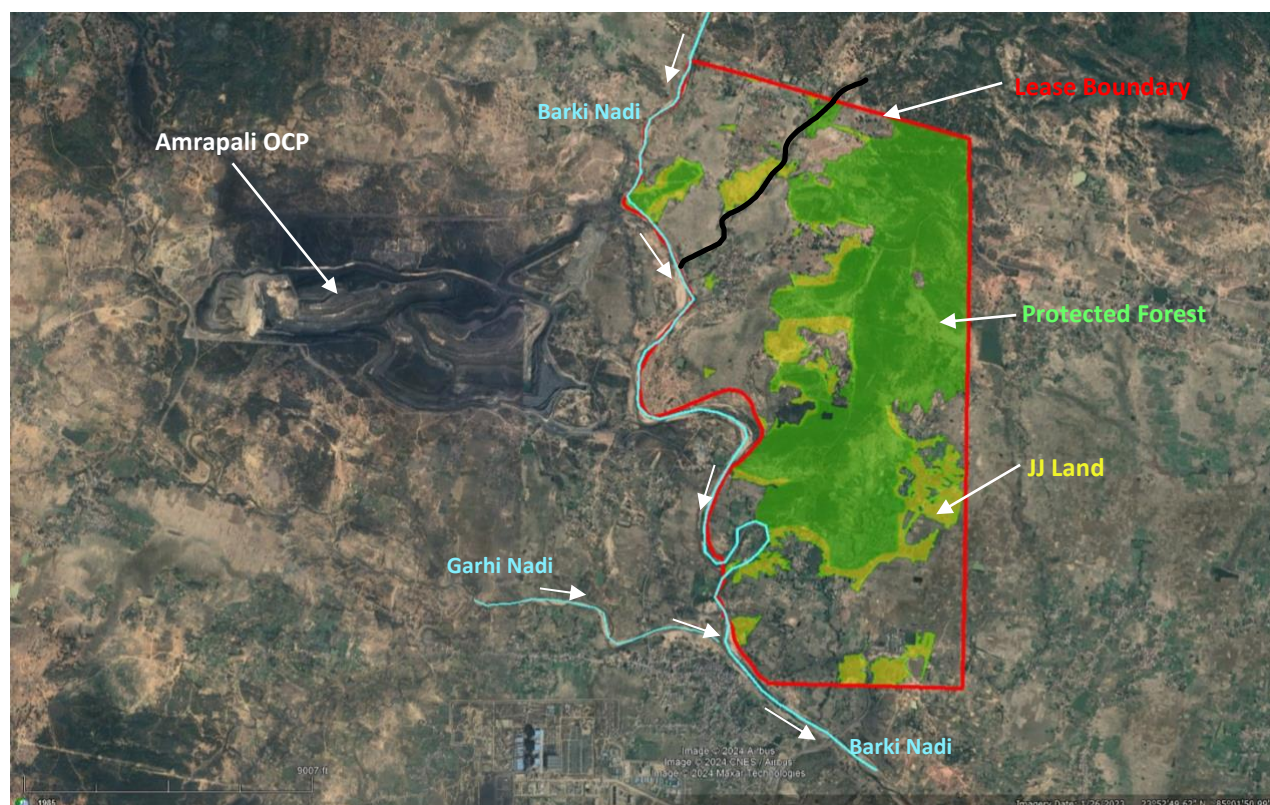 Lease Boundary
Barki Nadi
Amrapali OCP
Protected Forest
JJ Land
Garhi Nadi
Barki Nadi
Image © 2024 Airbus
Image © 2024 CNES / Airbus
Image © 2024 Maxar Technologies
9007 ft
1985